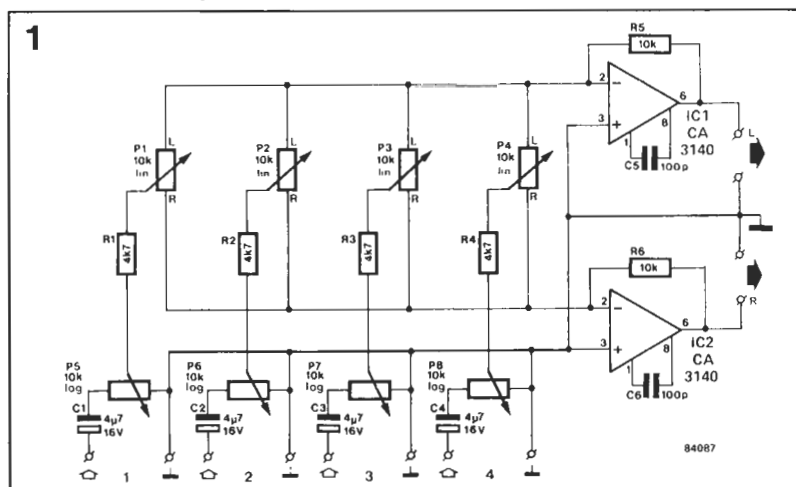 1
R5
10k
2
6
3
1
8
IC1
CA
3140
C5
100p
L
P1
10k
lin
L
R
P2
10k
lin
L
R
P3
10k
lin
L
R
P4
10k
lin
L
R
R1
4k7
R2
4k7
R3
4k7
R4
4k7
R6
10k
2
6
3
1
8
IC2
CA
3140
C6
100p
R
P5
10k
log
C1
4µ7
16V
P6
10k
log
C2
4µ7
16V
P7
10k
log
C3
4µ7
16V
P8
10k
log
C4
4µ7
16V
1
2
3
4
84087